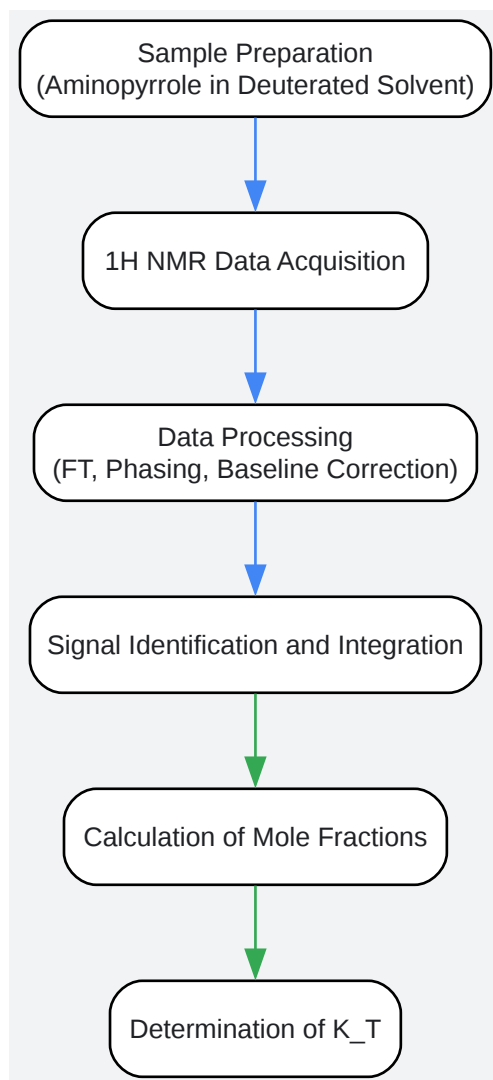 Sample Preparation
(Aminopyrrole in Deuterated Solvent)
1H NMR Data Acquisition
Data Processing
(FT, Phasing, Baseline Correction)
Signal Identification and Integration
Calculation of Mole Fractions
Determination of K_T